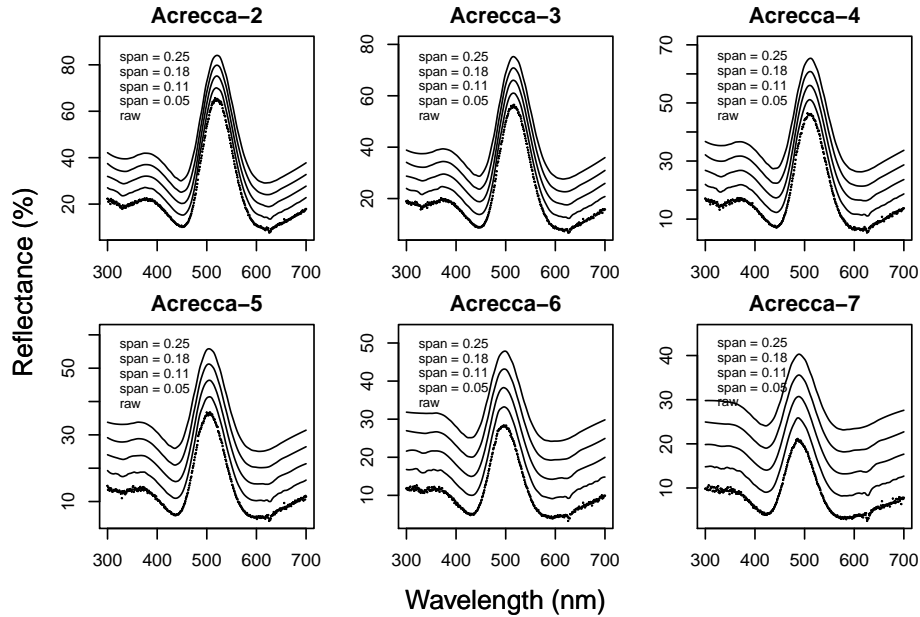 Acrecca−2
span = 0.25
span = 0.18
span = 0.11
span = 0.05
raw
20 40 60 80
300 400 500 600 700
Acrecca−3
span = 0.25
span = 0.18
span = 0.11
span = 0.05
raw
20 40 60 80
300 400 500 600 700
Acrecca−4
span = 0.25
span = 0.18
span = 0.11
span = 0.05
raw
10 30 50 70
300 400 500 600 700
Acrecca−5
span = 0.25
span = 0.18
span = 0.11
span = 0.05
raw
10 30 50
300 400 500 600 700
Acrecca−6
span = 0.25
span = 0.18
span = 0.11
span = 0.05
raw
10 20 30 40 50
300 400 500 600 700
Acrecca−7
span = 0.25
span = 0.18
span = 0.11
span = 0.05
raw
10 20 30 40
300 400 500 600 700
Reflectance (%)
Wavelength (nm)